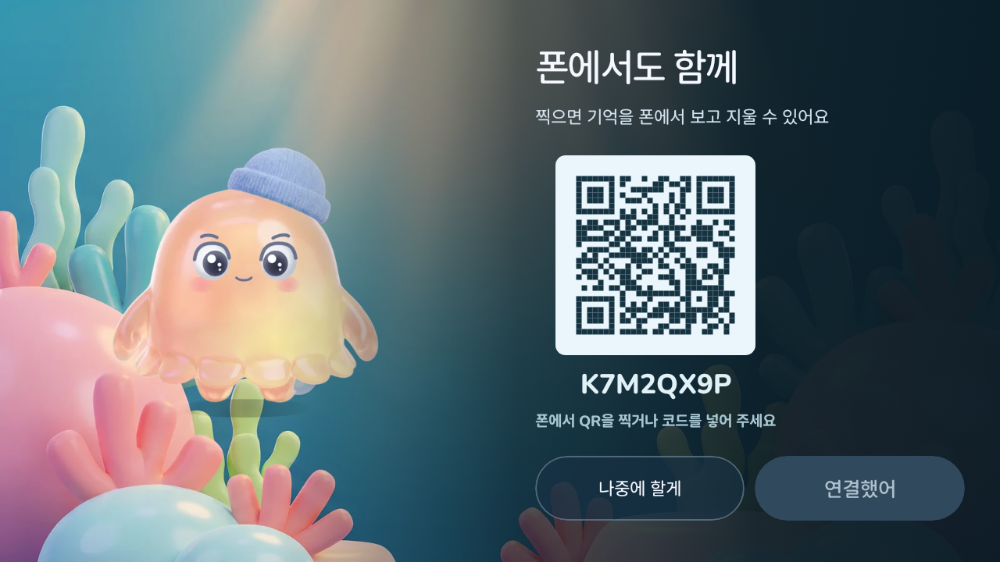 폰에서도 함께
찍으면 기억을 폰에서 보고 지울 수 있어요
K7M2QX9P
폰에서 QR을 찍거나 코드를 넣어 주세요
나중에 할게
연결했어